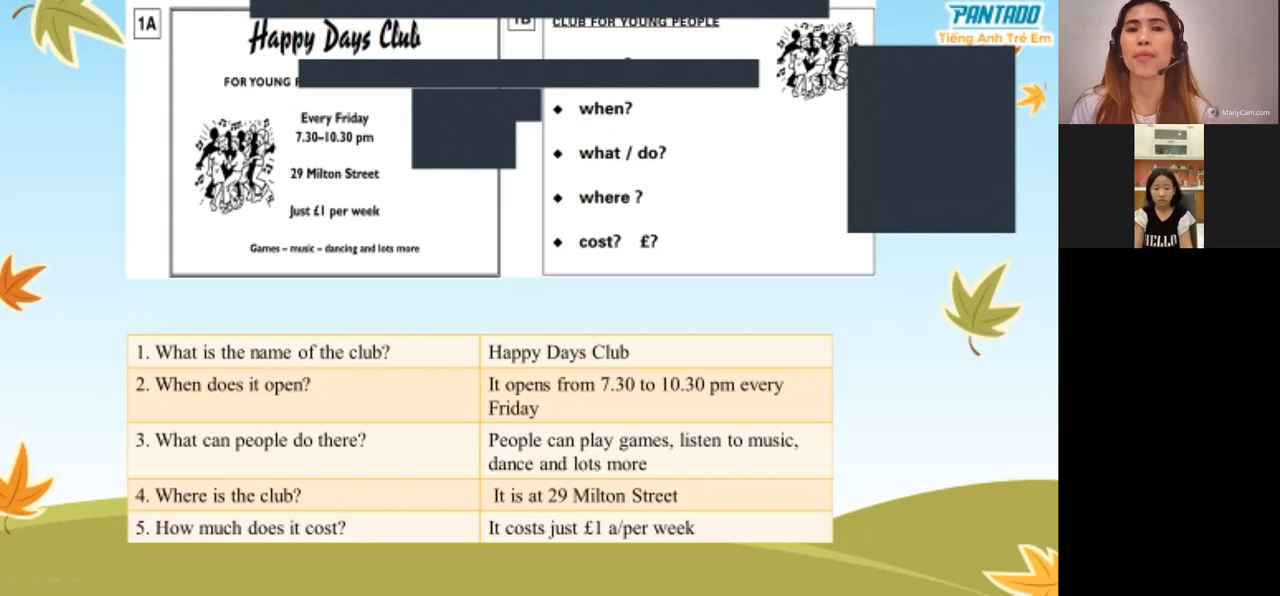 1A
Happy Days Club
FOR YOUNG
Every Friday
7.30–10.30 pm
29 Milton Street
Just £1 per week
Games – music – dancing and lots more
1B
CLUB FOR YOUNG PEOPLE
◆ when?
◆ what / do?
◆ where ?
◆ cost? £?
PANTADO
Tiếng Anh Trẻ Em
ManyCam.com
HELLO
1. What is the name of the club? Happy Days Club
2. When does it open? It opens from 7.30 to 10.30 pm every
Friday
3. What can people do there? People can play games, listen to music,
dance and lots more
4. Where is the club? It is at 29 Milton Street
5. How much does it cost? It costs just £1 a/per week